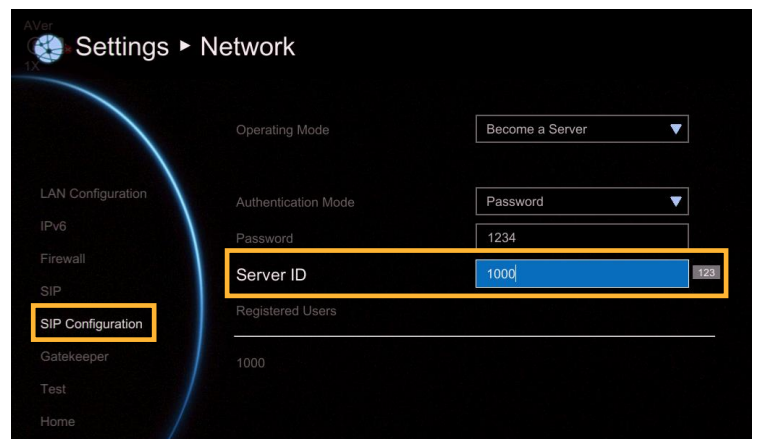 AVer
Settings ► Network
1X
Operating Mode
Become a Server
LAN Configuration
Authentication Mode
Password
IPv6
Password
1234
Firewall
Server ID
1000
123
SIP
Registered Users
SIP Configuration
Gatekeeper
1000
Test
Home